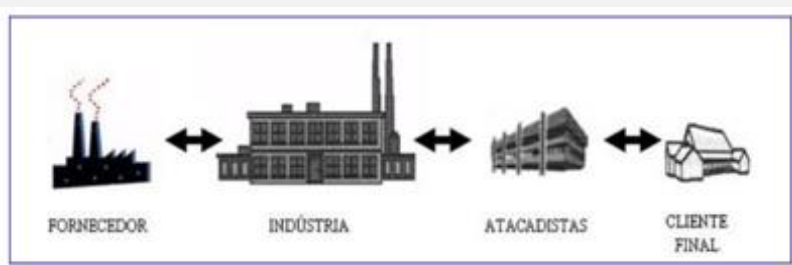 FORNECEDOR
INDÚSTRIA
ATACADISTAS
CLIENTE
FINAL